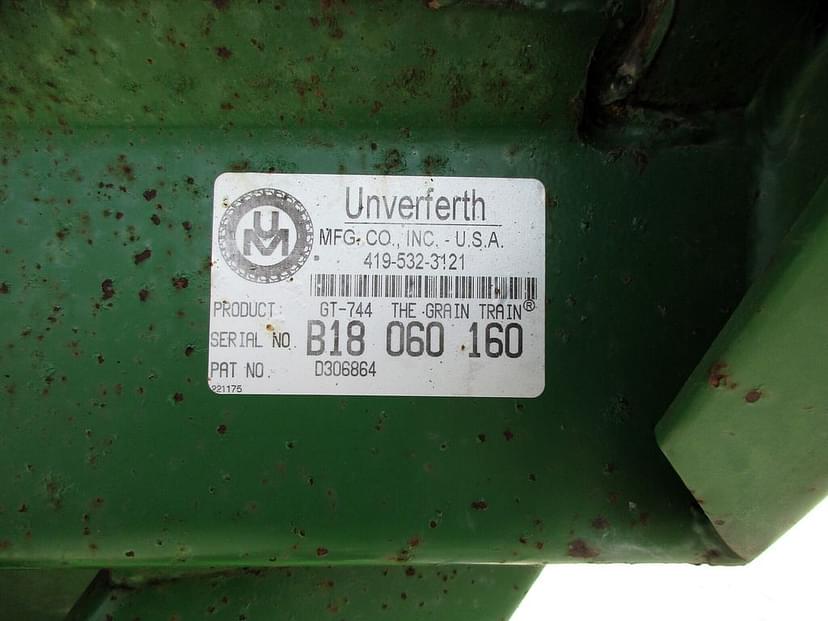 UM
Unverferth
MFG. CO., INC. - U.S.A.
419-532-3121
PRODUCT: GT-744 THE GRAIN TRAIN®
SERIAL NO. B18 060 160
PAT NO. D306864
221175